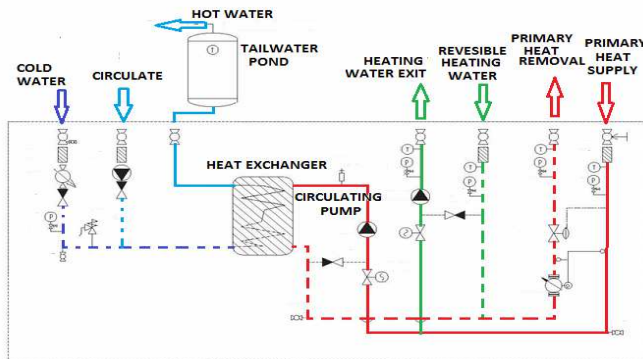 HOT WATER
TAILWATER
POND
COLD
WATER
CIRCULATE
HEATING
WATER EXIT
REVESIBLE
HEATING
WATER
PRIMARY
HEAT
REMOVAL
PRIMARY
HEAT
SUPPLY
HEAT EXCHANGER
CIRCULATING
PUMP
T
T
T
T
T
P
P
P
P